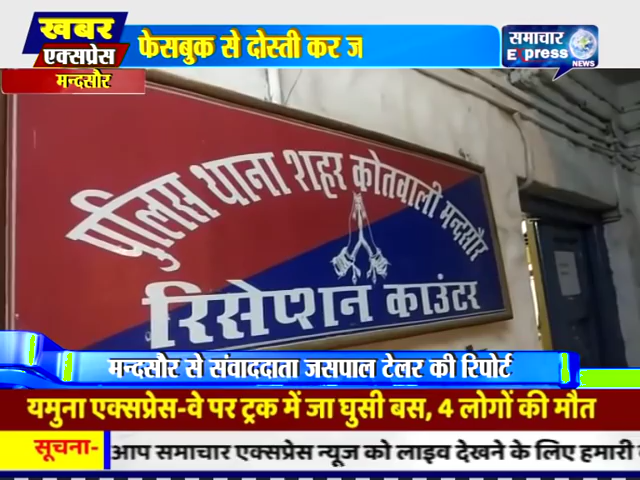 खबर
एक्सप्रेस
मन्दसौर
फेसबुक से दोस्ती कर ज
समाचार
Express
NEWS
पुलिस थाना शहर कोतवाली मन्दसौर
रिसेप्शन काउंटर
मन्दसौर से संवाददाता जसपाल टेलर की रिपोर्ट
यमुना एक्सप्रेस-वे पर ट्रक में जा घुसी बस, 4 लोगों की मौत
सूचना- आप समाचार एक्सप्रेस न्यूज को लाइव देखने के लिए हमारी